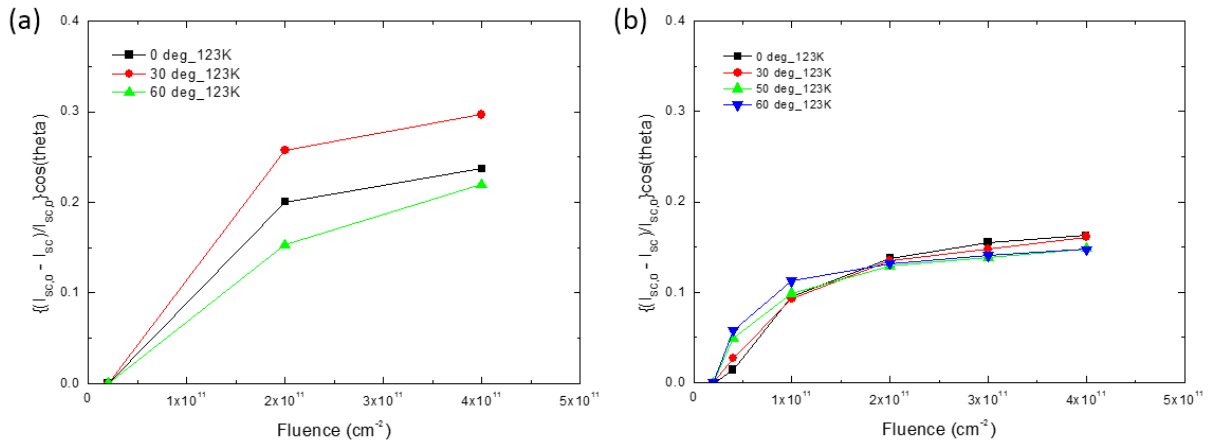 (a)
0.4
0.3
0.2
0.1
0.0
{(I_sc,0 - I_sc)/I_sc,0}cos(theta)
0 deg_123K
30 deg_123K
60 deg_123K
0 1x10^11 2x10^11 3x10^11 4x10^11 5x10^11
Fluence (cm^-2)
(b)
0.4
0.3
0.2
0.1
0.0
{(I_sc,0 - I_sc)/I_sc,0}cos(theta)
0 deg_123K
30 deg_123K
50 deg_123K
60 deg_123K
0 1x10^11 2x10^11 3x10^11 4x10^11 5x10^11
Fluence (cm^-2)